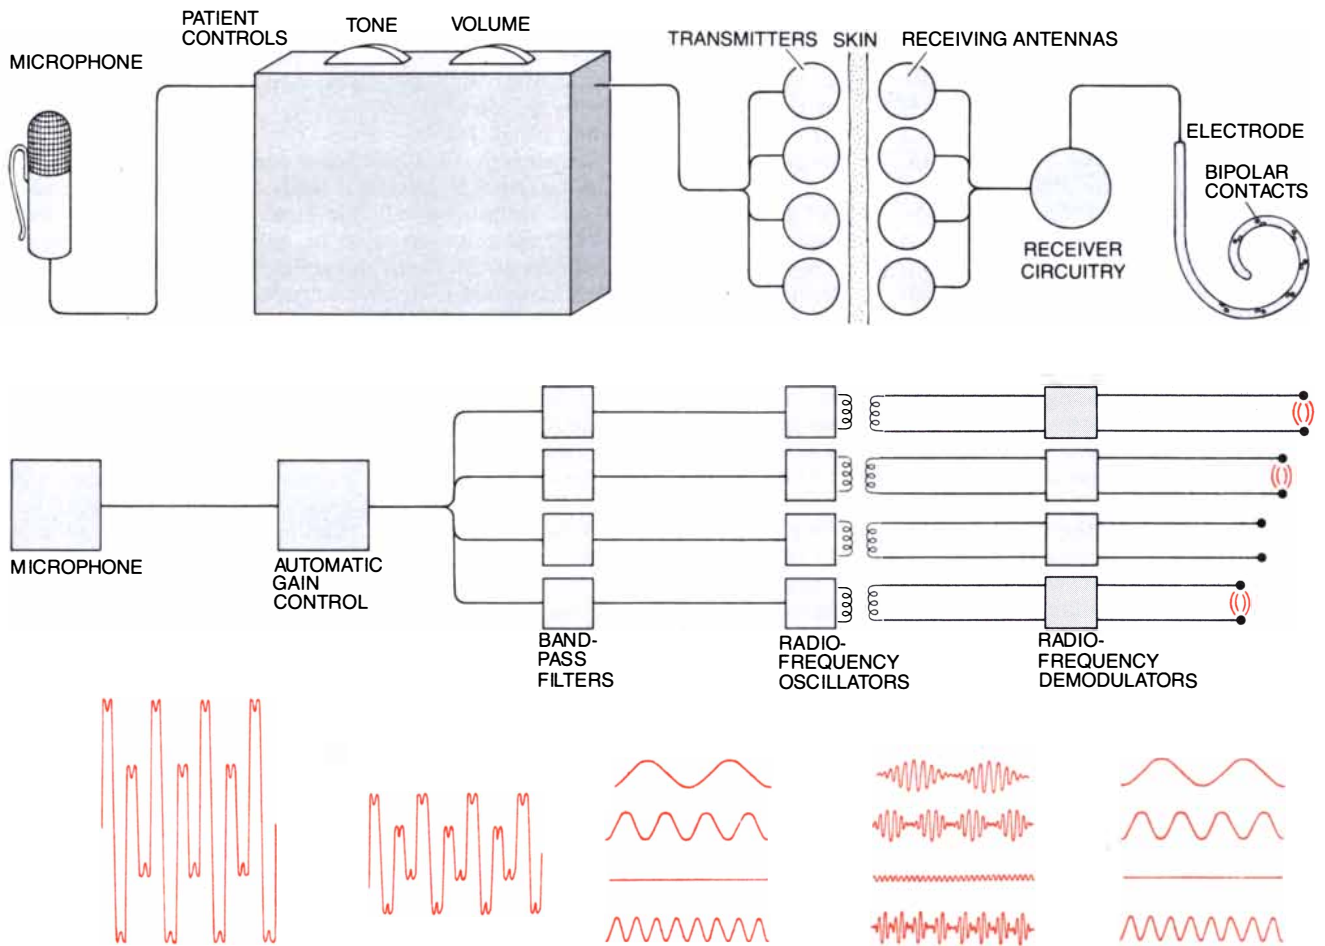 PATIENT
CONTROLS
TONE
VOLUME
MICROPHONE
TRANSMITTERS
SKIN
RECEIVING ANTENNAS
ELECTRODE
BIPOLAR
CONTACTS
RECEIVER
CIRCUITRY
MICROPHONE
AUTOMATIC
GAIN
CONTROL
BAND-
PASS
FILTERS
RADIO-
FREQUENCY
OSCILLATORS
RADIO-
FREQUENCY
DEMODULATORS